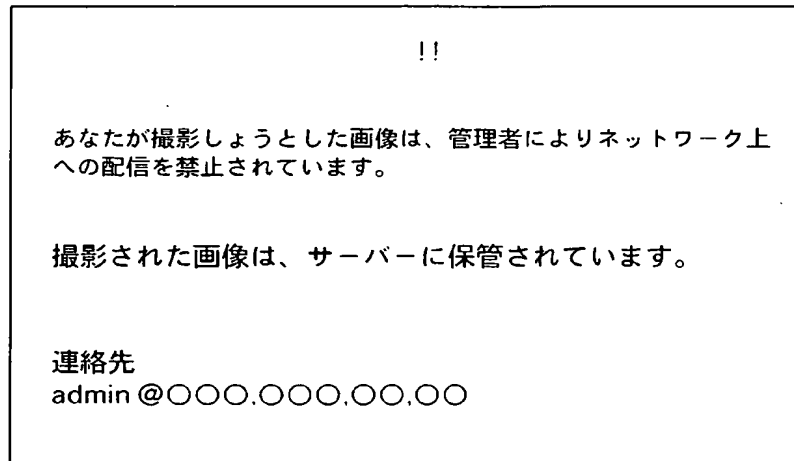 !!
あなたが撮影しょうとした画像は、管理者によりネットワーク上
への配信を禁止されています。
撮影された画像は、サーバーに保管されています。
連絡先
admin@○○○.○○○.○○.○○